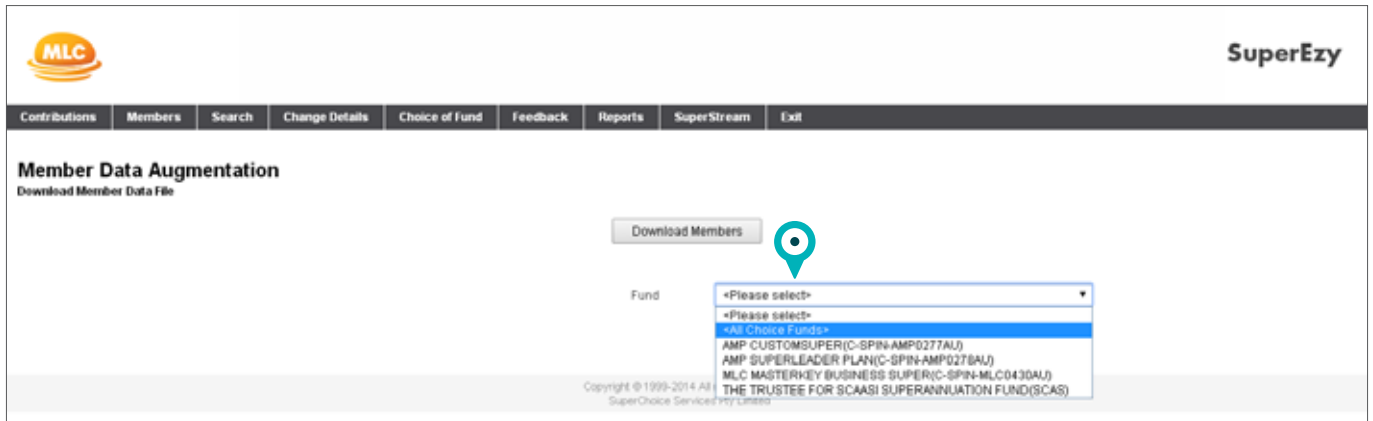 MLC
SuperEzy
Contributions Members Search Change Details Choice of Fund Feedback Reports SuperStream Exit
Member Data Augmentation
Download Member Data File
Download Members
Fund <Please select>
<Please select>
<All Choice Funds>
AMP CUSTOMSUPER(C-SPIN-AMP0277AU)
AMP SUPERLEADER PLAN(C-SPIN-AMP0278AU)
MLC MASTERKEY BUSINESS SUPER(C-SPIN-MLC0430AU)
THE TRUSTEE FOR SCAASI SUPERANNUATION FUND(SCAS)
Copyright © 1999-2014 All
SuperChoice Services Pty Limited